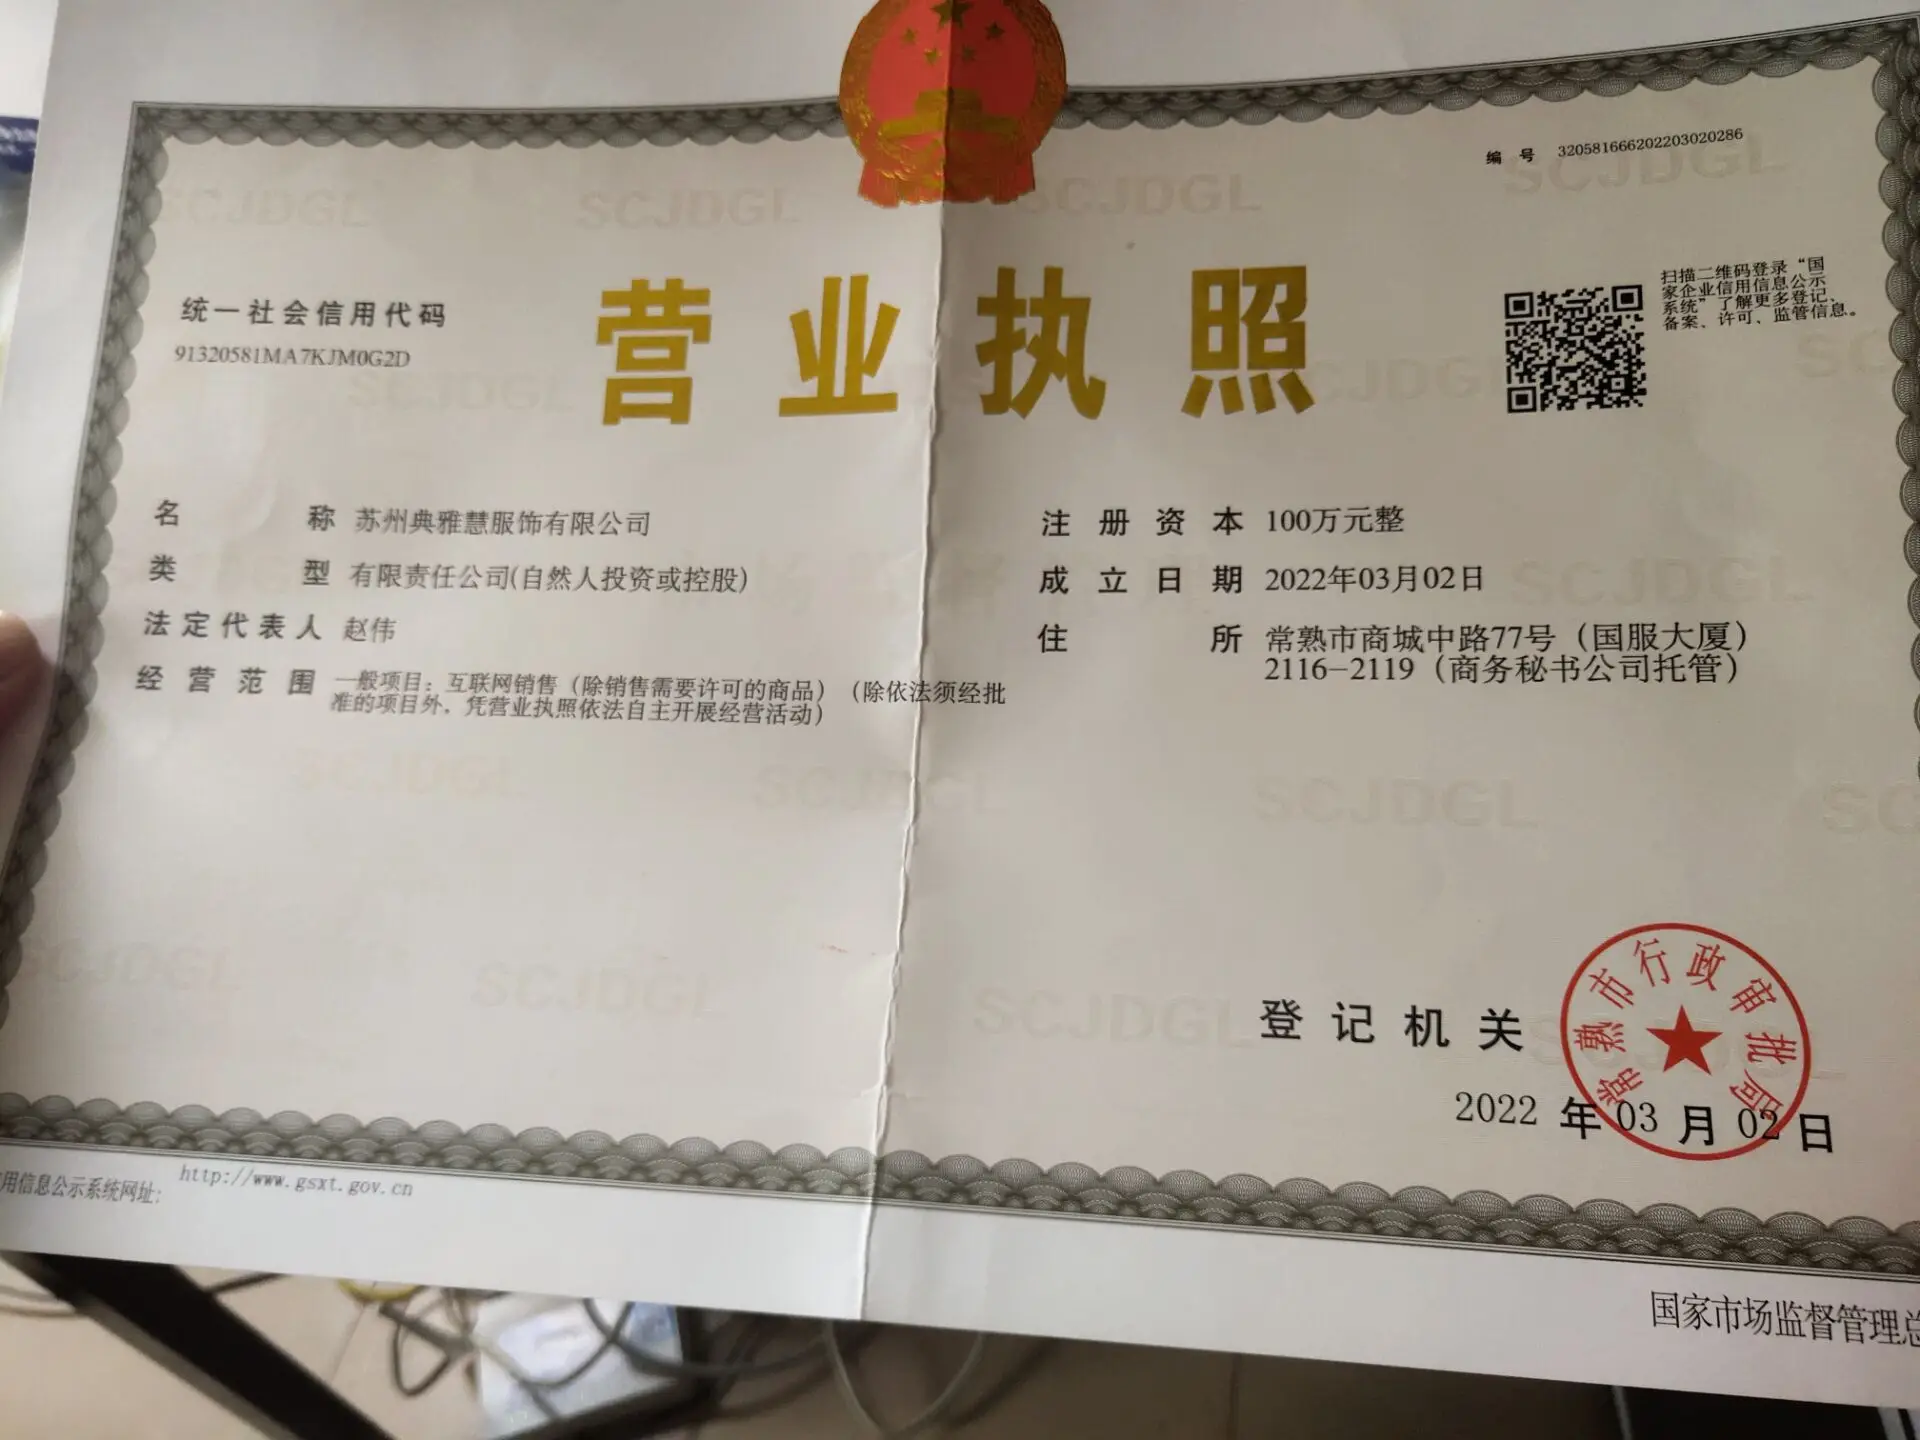 编 号 320581666202203020286
统一社会信用代码
91320581MA7KJM0G2D
营业执照
扫描二维码登录“国
家企业信用信息公示
系统”了解更多登记、
备案、许可、监管信息。
名 称 苏州典雅慧服饰有限公司
类 型 有限责任公司(自然人投资或控股)
法定代表人 赵伟
经营范围 一般项目：互联网销售（除销售需要许可的商品）（除依法须经批
准的项目外，凭营业执照依法自主开展经营活动）
注册资本 100万元整
成立日期 2022年03月02日
住 所 常熟市商城中路77号（国服大厦）
2116-2119（商务秘书公司托管）
登记机关
常熟市行政审批局
2022 年 03 月 02 日
用信息公示系统网址: http://www.gsxt.gov.cn
国家市场监督管理总
SCJDGL